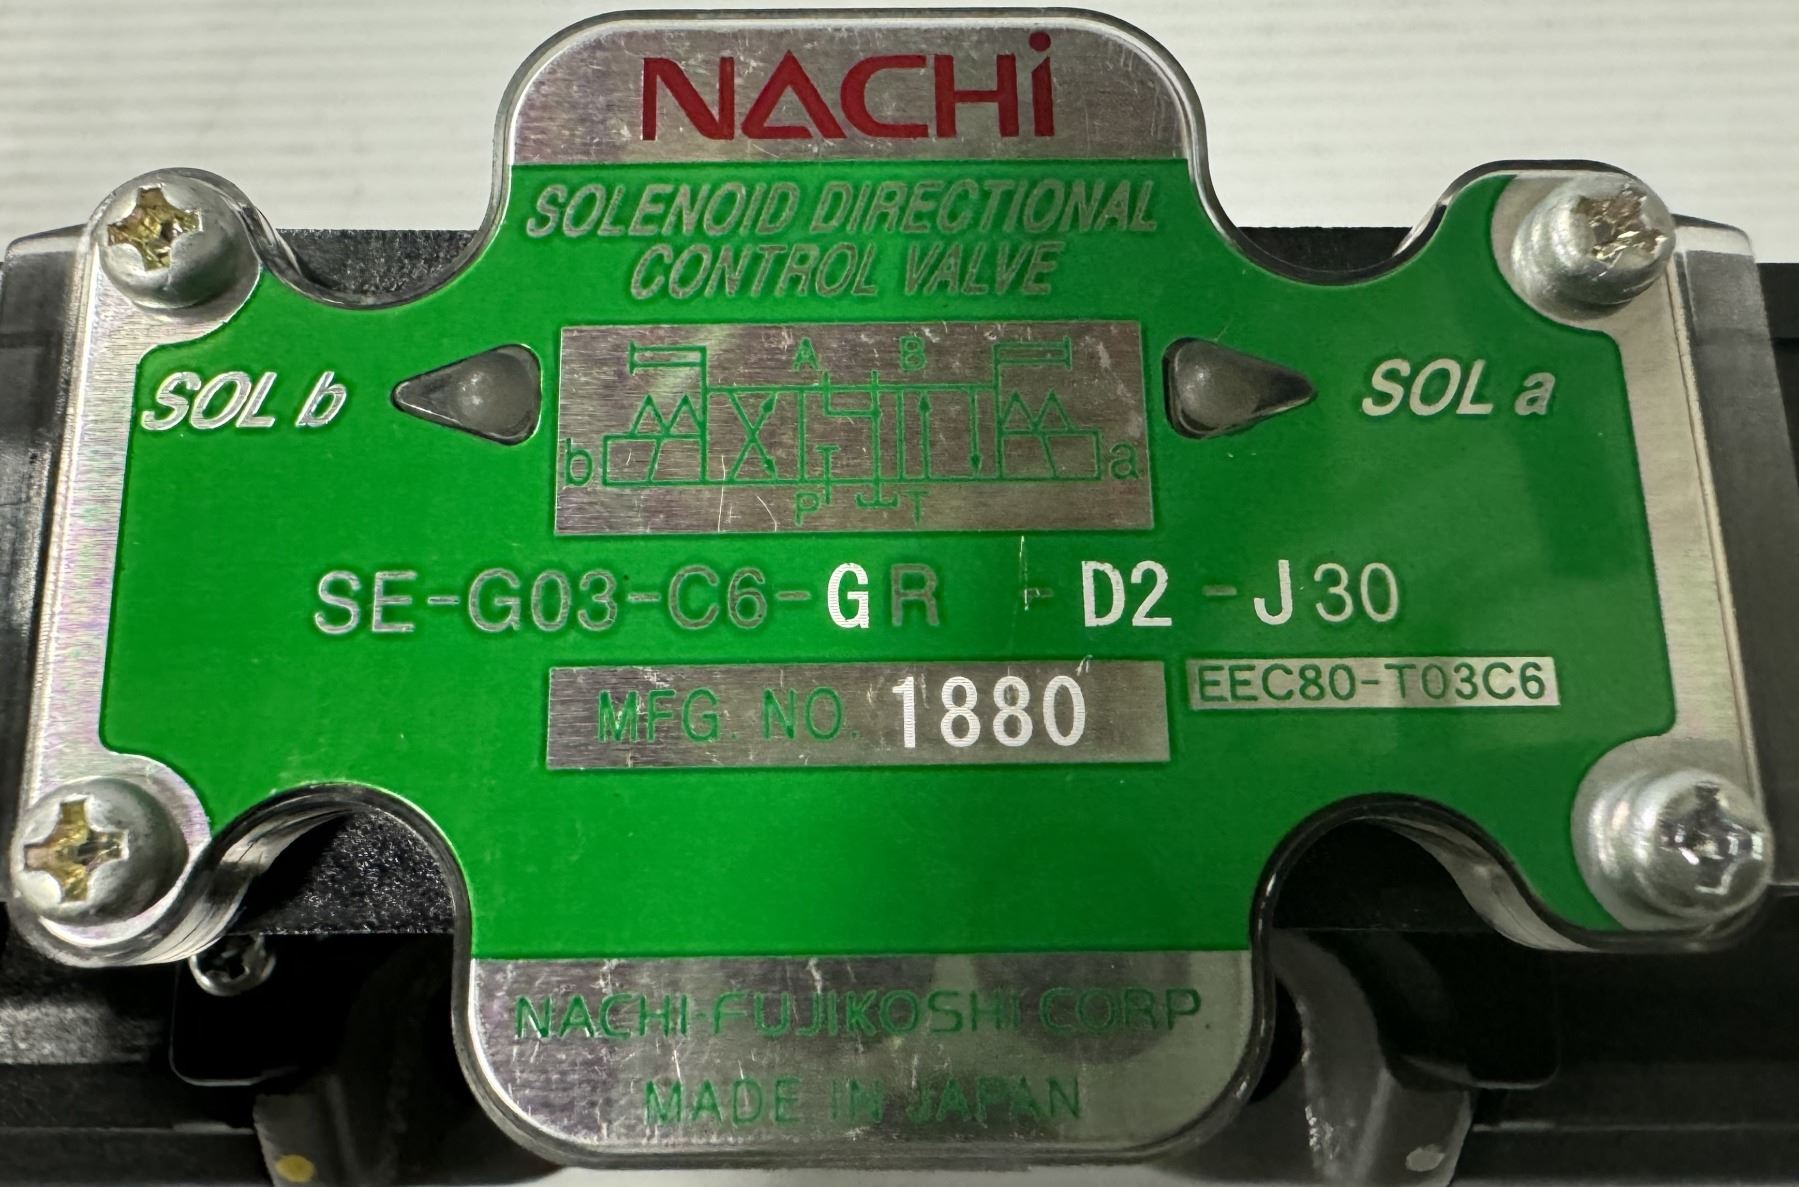 NACHi
SOLENOID DIRECTIONAL
CONTROL VALVE
A B
SOL b
SOL a
b
a
P T
SE-G03-C6-GR - D2 - J30
MFG. NO. 1880
EEC80-T03C6
NACHI-FUJIKOSHI CORP
MADE IN JAPAN